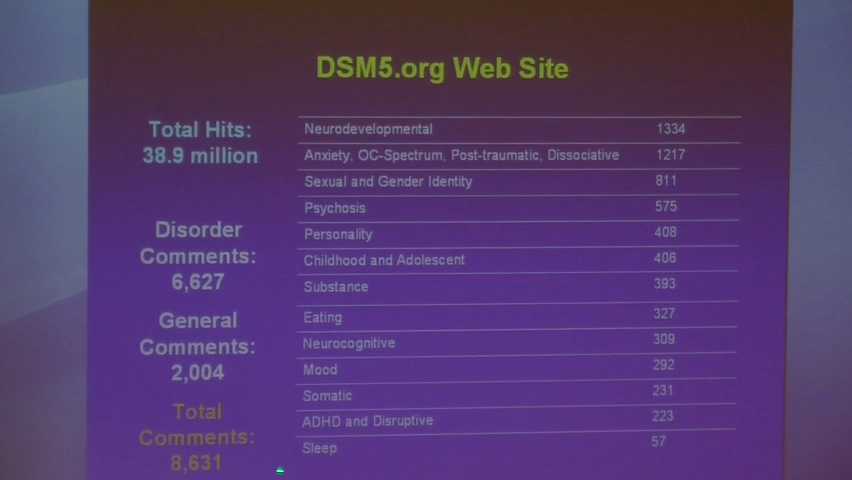 DSM5.org Web Site
Total Hits:
38.9 million
Disorder
Comments:
6,627
General
Comments:
2,004
Total
Comments:
8,631
Neurodevelopmental 1334
Anxiety, OC-Spectrum, Post-traumatic, Dissociative 1217
Sexual and Gender Identity 811
Psychosis 575
Personality 408
Childhood and Adolescent 406
Substance 393
Eating 327
Neurocognitive 309
Mood 292
Somatic 231
ADHD and Disruptive 223
Sleep 57